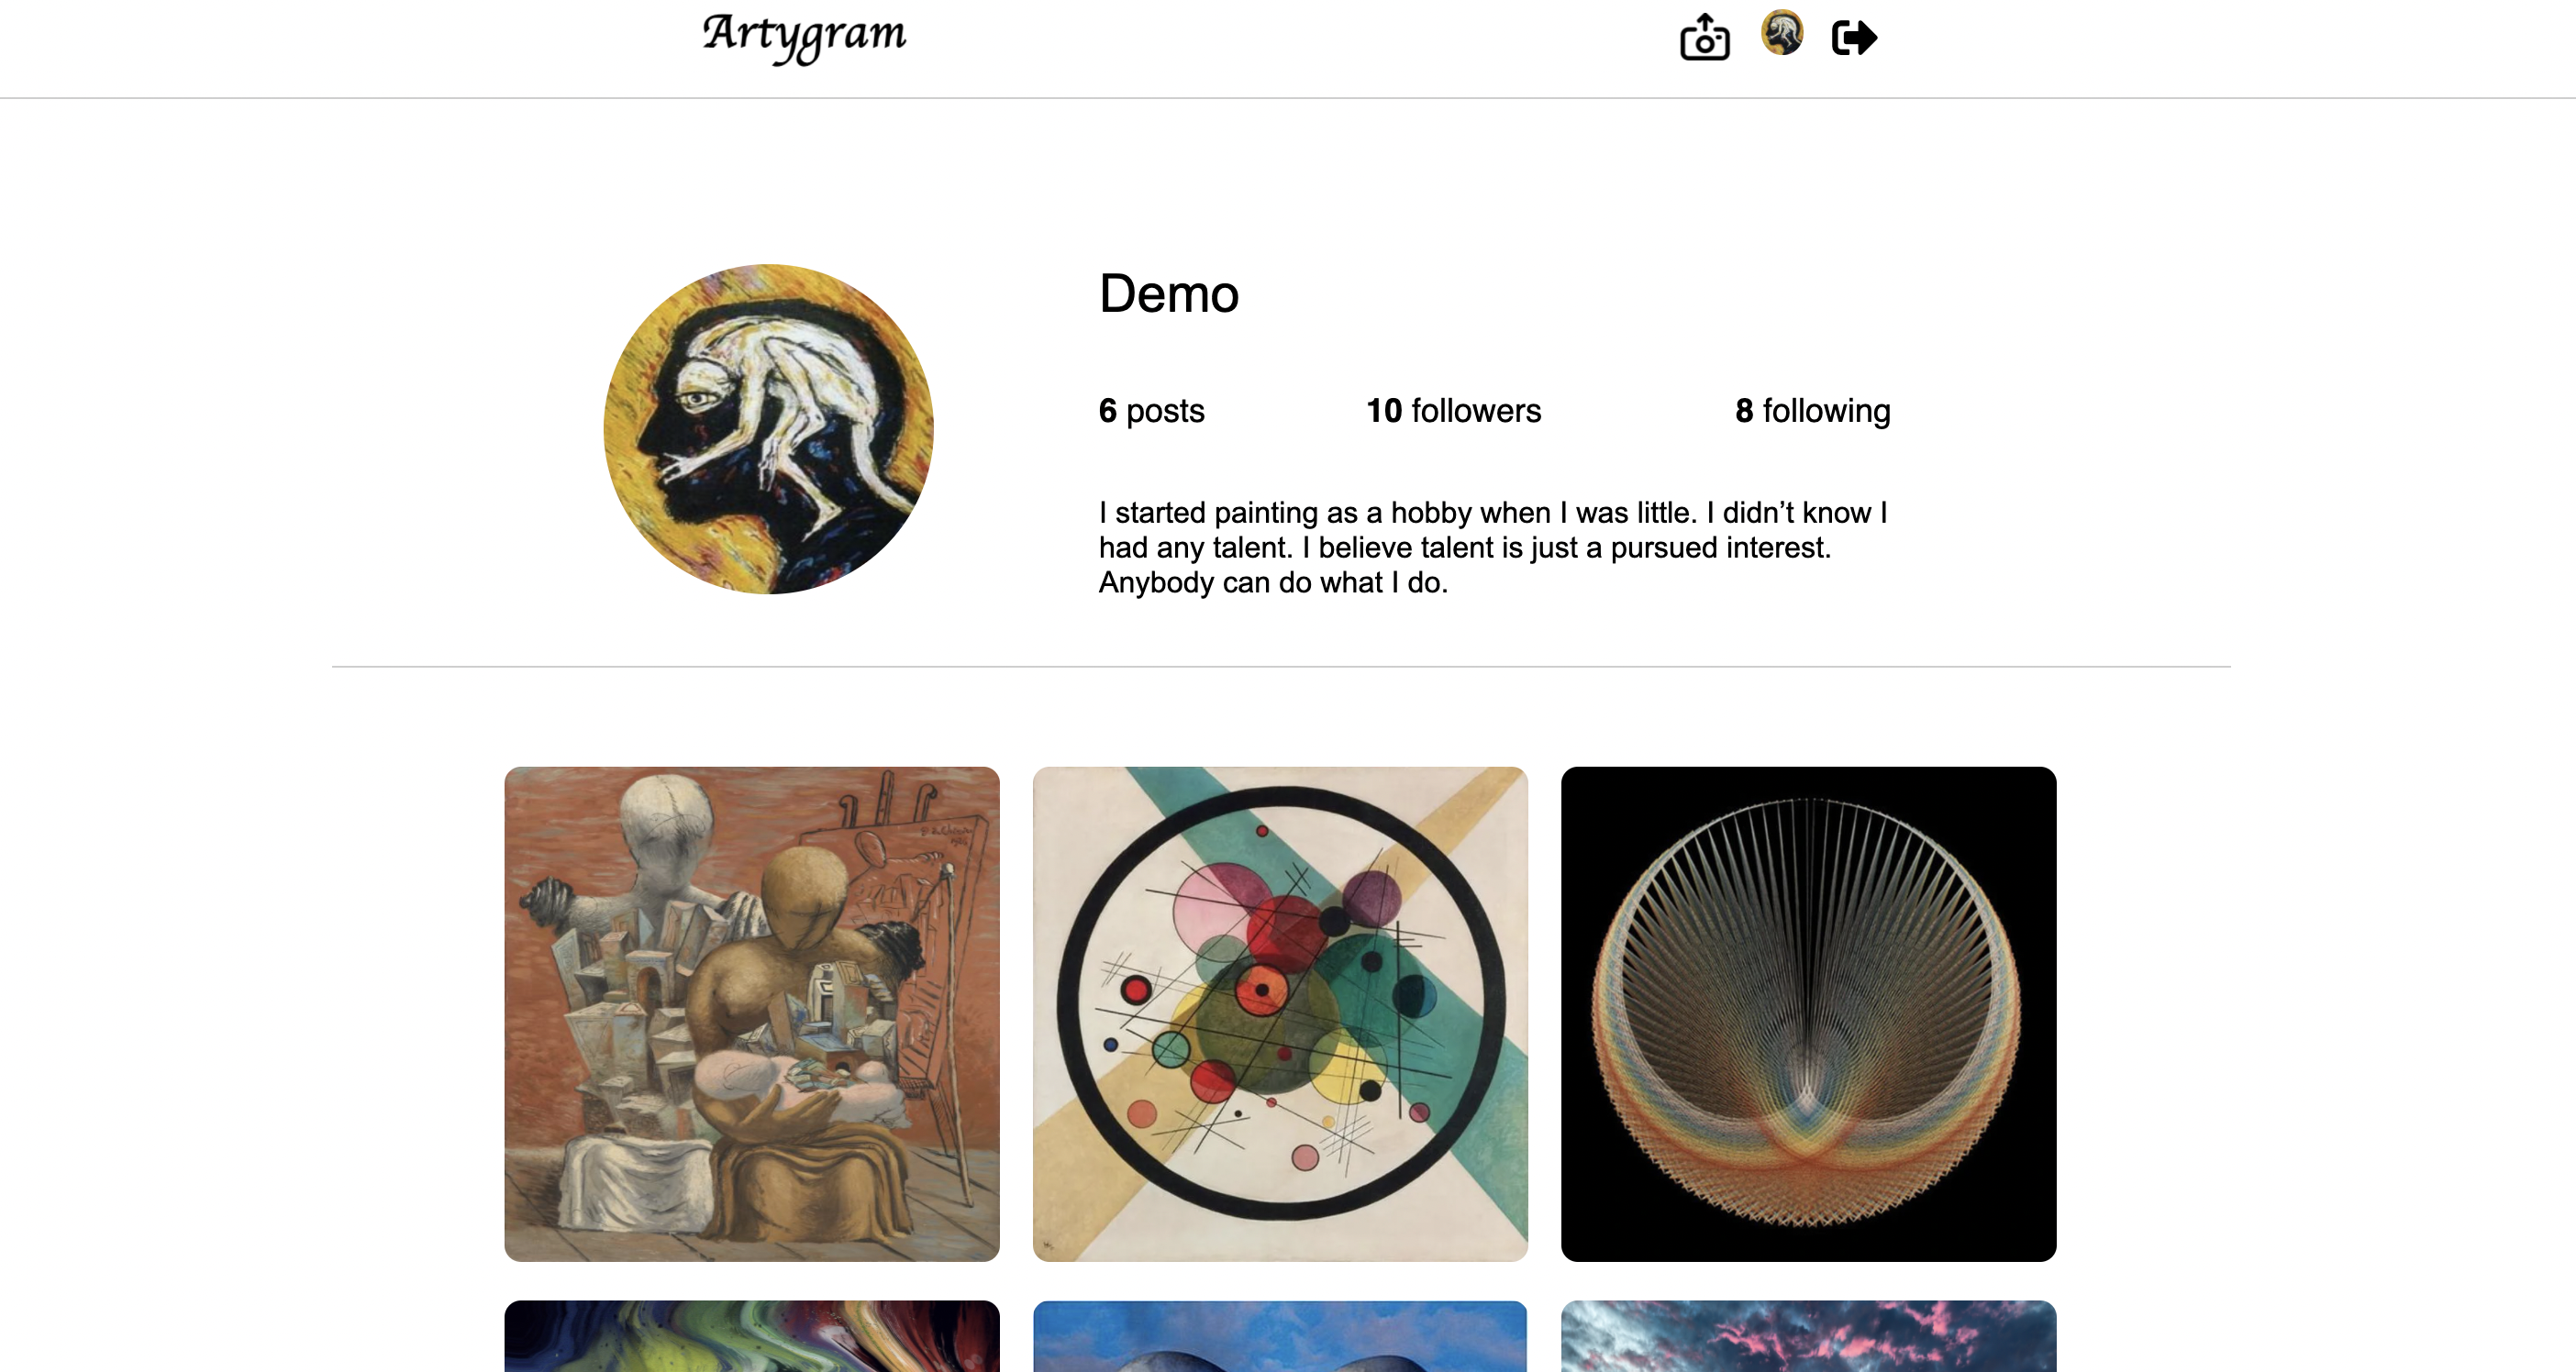 Artygram
Demo
6 posts 10 followers 8 following
I started painting as a hobby when I was little. I didn’t know I
had any talent. I believe talent is just a pursued interest.
Anybody can do what I do.